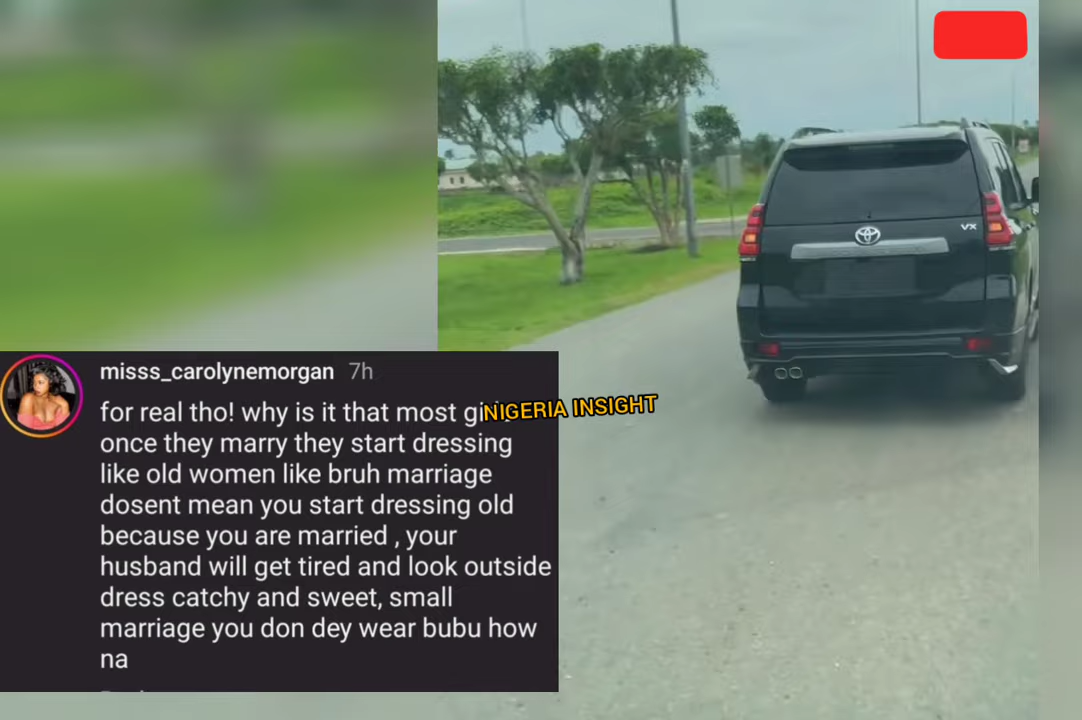 VX
misss_carolynemorgan 7h
for real tho! why is it that most
NIGERIA INSIGHT
once they marry they start dressing
like old women like bruh marriage
dosent mean you start dressing old
because you are married , your
husband will get tired and look outside
dress catchy and sweet, small
marriage you don dey wear bubu how
na